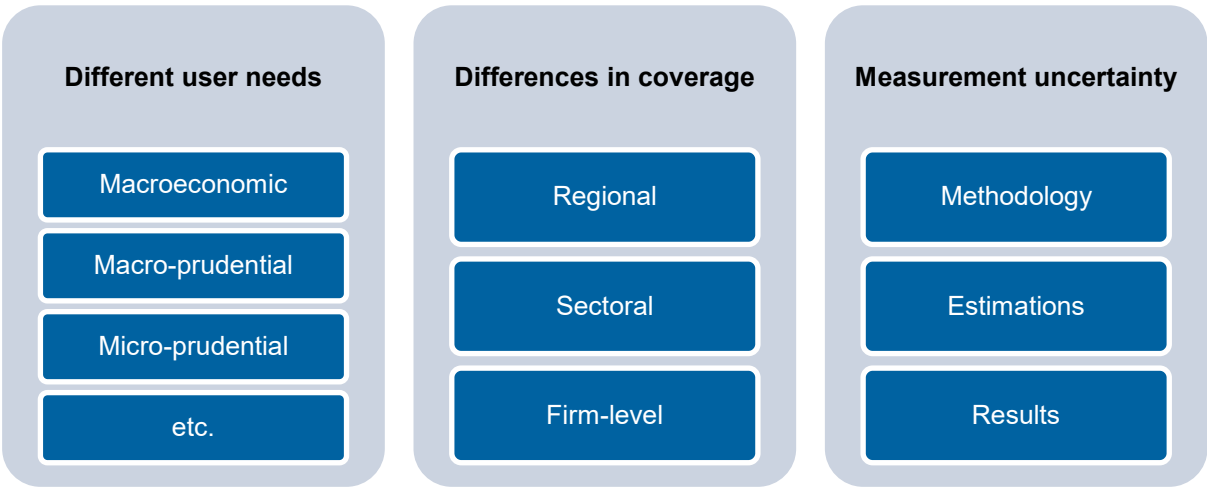 Different user needs
Macroeconomic
Macro-prudential
Micro-prudential
etc.
Differences in coverage
Regional
Sectoral
Firm-level
Measurement uncertainty
Methodology
Estimations
Results